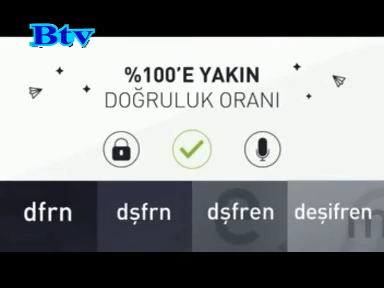 Btv
%100'E YAKIN
DOĞRULUK ORANI
dfrn dşfrn dşfren deşifren